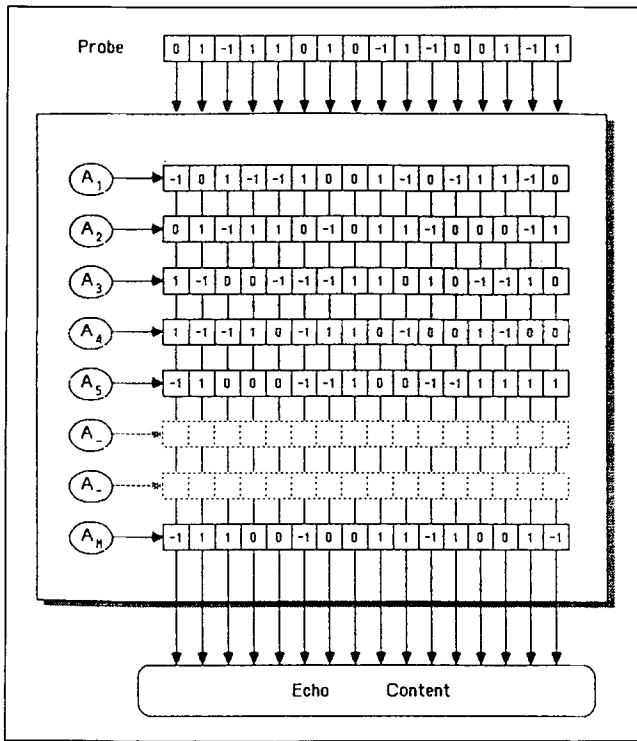 Probe 0 1 -1 1 1 0 1 0 -1 1 -1 0 0 1 -1 1
A1 -1 0 1 -1 -1 1 0 0 1 -1 0 -1 1 1 -1 0
A2 0 1 -1 1 1 0 -1 0 1 1 -1 0 0 0 -1 1
A3 1 -1 0 0 -1 -1 -1 1 1 0 1 0 -1 -1 1 0
A4 1 -1 -1 1 0 -1 1 1 0 -1 0 0 1 -1 0 0
A5 -1 1 0 0 0 -1 -1 1 0 0 -1 -1 1 1 1 1
A–
A–
AM -1 1 1 0 0 -1 0 0 1 1 -1 1 0 0 1 -1
Echo Content